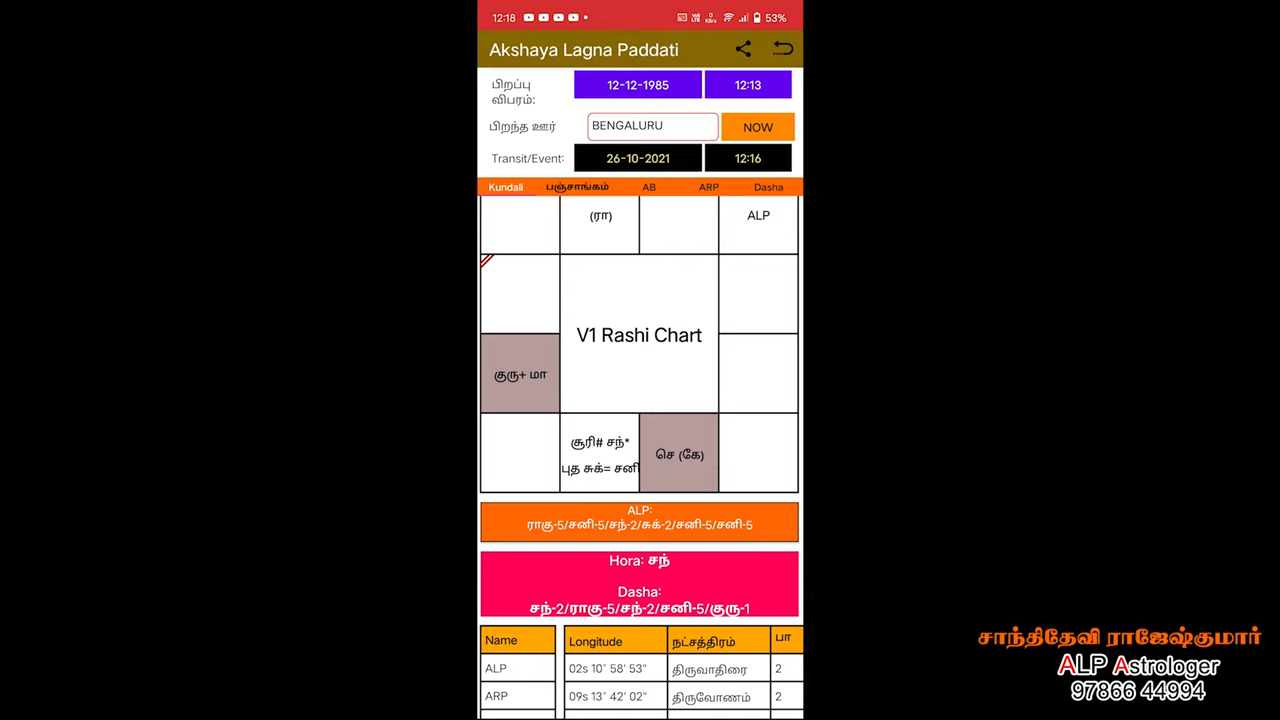 12:18 53%
Akshaya Lagna Paddati
பிறப்பு விபரம்: 12-12-1985 12:13
பிறந்த ஊர் BENGALURU NOW
Transit/Event: 26-10-2021 12:16
Kundali பஞ்சாங்கம் AB ARP Dasha
(ரா) ALP
V1 Rashi Chart
குரு+ மா
சூரி# சந்*
புத சுக்= சனி
செ (கே)
ALP:
ராகு-5/சனி-5/சந்-2/சுக்-2/சனி-5/சனி-5
Hora: சந்
Dasha:
சந்-2/ராகு-5/சந்-2/சனி-5/குரு-1
Name Longitude நட்சத்திரம் பா
ALP 02s 10° 58' 53" திருவாதிரை 2
ARP 09s 13° 42' 02" திருவோணம் 2
சாந்திதேவி ராஜேஷ்குமார்
ALP Astrologer
97866 44994